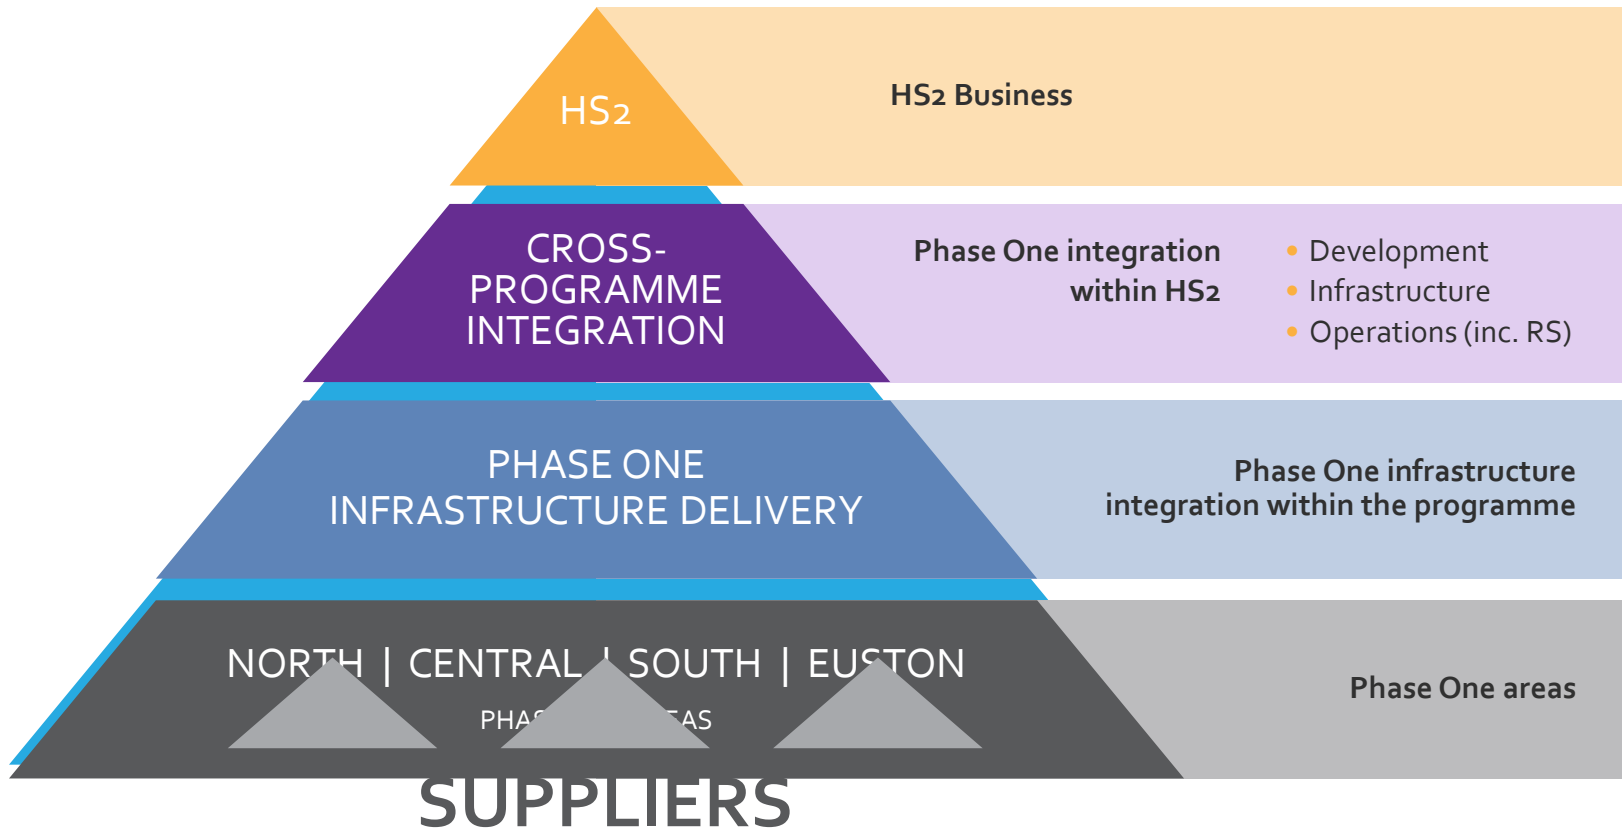 HS2
HS2 Business
CROSS-
PROGRAMME
INTEGRATION
Phase One integration
within HS2
• Development
• Infrastructure
• Operations (inc. RS)
PHASE ONE
INFRASTRUCTURE DELIVERY
Phase One infrastructure
integration within the programme
NORTH | CENTRAL | SOUTH | EUSTON
Phase One areas
SUPPLIERS